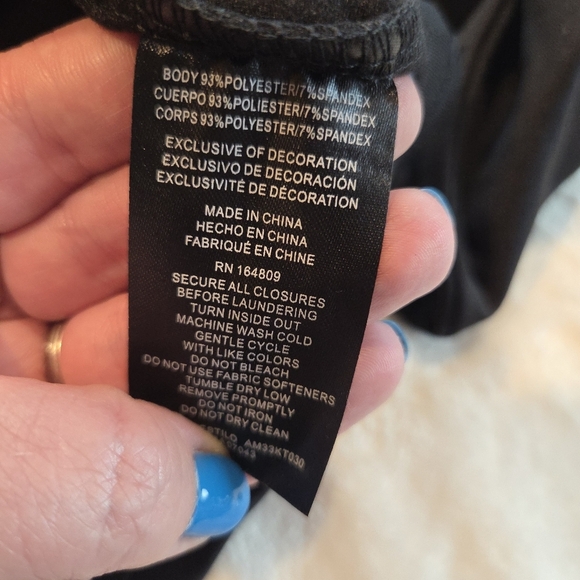 BODY 93%POLYESTER/7%SPANDEX
CUERPO 93%POLIESTER/7%SPANDEX
CORPS 93%POLYESTER/7%SPANDEX
EXCLUSIVE OF DECORATION
EXCLUSIVO DE DECORACIÓN
EXCLUSIVITÉ DE DÉCORATION
MADE IN CHINA
HECHO EN CHINA
FABRIQUÉ EN CHINE
RN 164809
SECURE ALL CLOSURES
BEFORE LAUNDERING
TURN INSIDE OUT
MACHINE WASH COLD
GENTLE CYCLE
WITH LIKE COLORS
DO NOT BLEACH
DO NOT USE FABRIC SOFTENERS
TUMBLE DRY LOW
REMOVE PROMPTLY
DO NOT IRON
DO NOT DRY CLEAN
AM33KT030